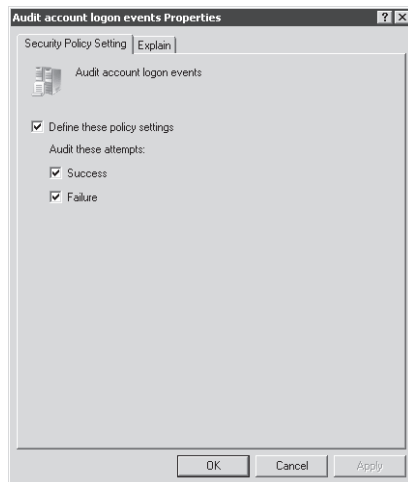 Audit account logon events Properties
Security Policy Setting
Explain
Audit account logon events
Define these policy settings
Audit these attempts:
Success
Failure
OK
Cancel
Apply